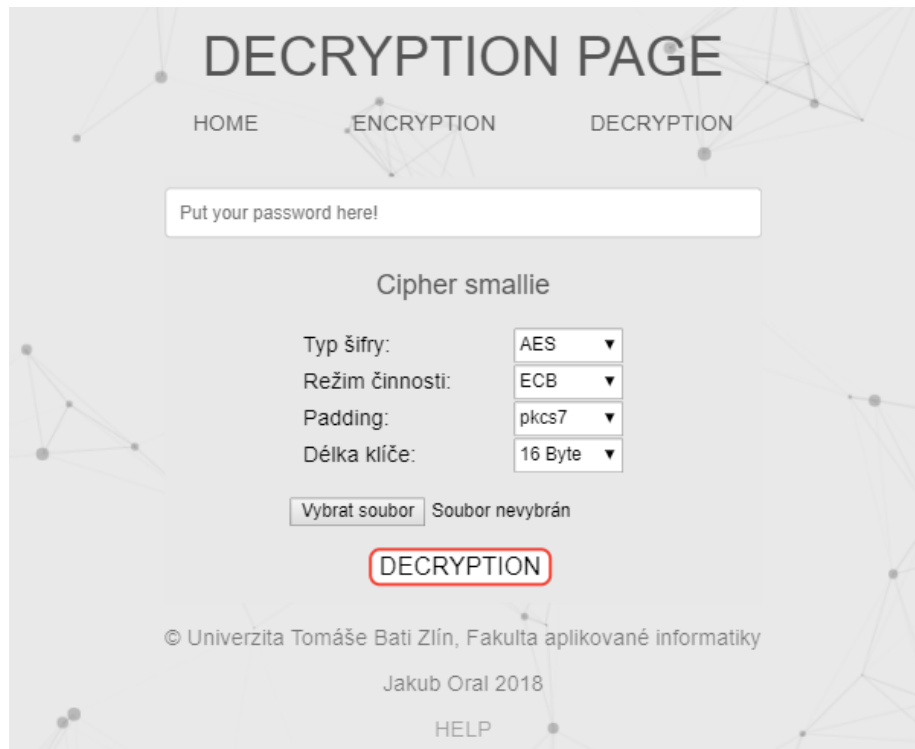 DECRYPTION PAGE
HOME ENCRYPTION DECRYPTION
Put your password here!
Cipher smallie
Typ šifry: AES
Režim činnosti: ECB
Padding: pkcs7
Délka klíče: 16 Byte
Vybrat soubor Soubor nevybrán
DECRYPTION
© Univerzita Tomáše Bati Zlín, Fakulta aplikované informatiky
Jakub Oral 2018
HELP